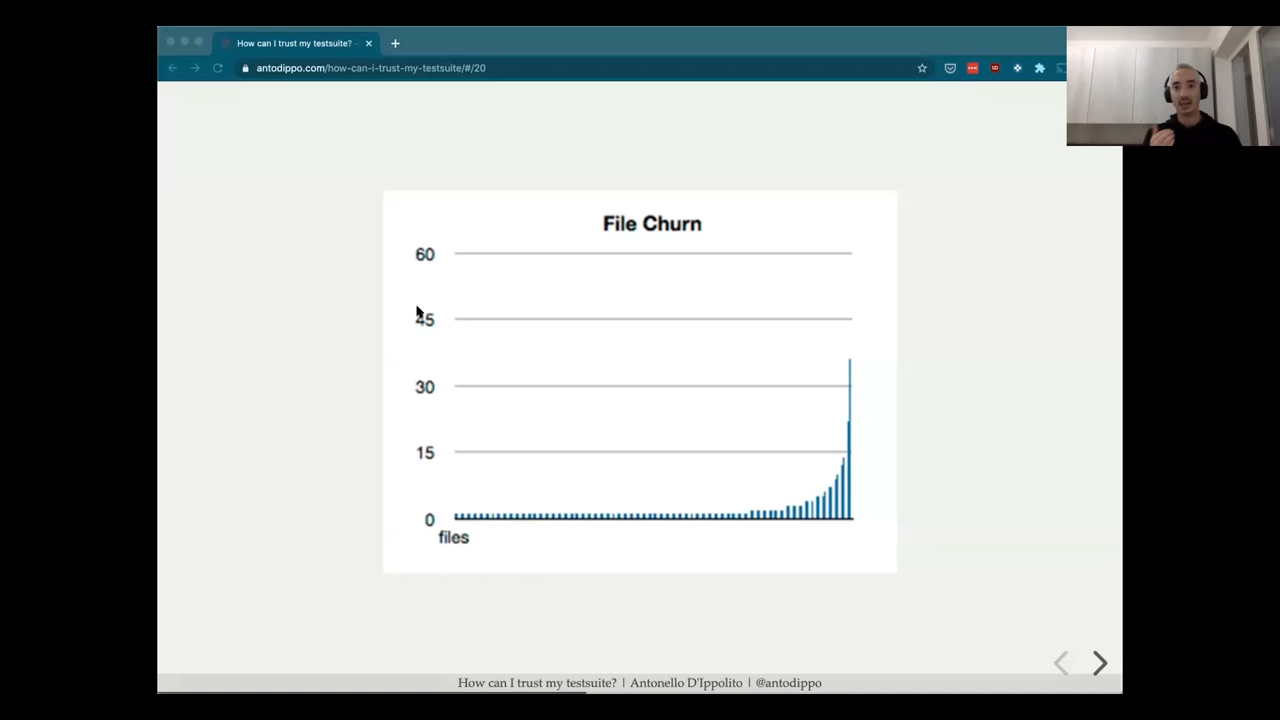 How can I trust my testsuite? -
antodippo.com/how-can-i-trust-my-testsuite/#/20
File Churn
60
45
30
15
0
files
How can I trust my testsuite? | Antonello D'Ippolito | @antodippo